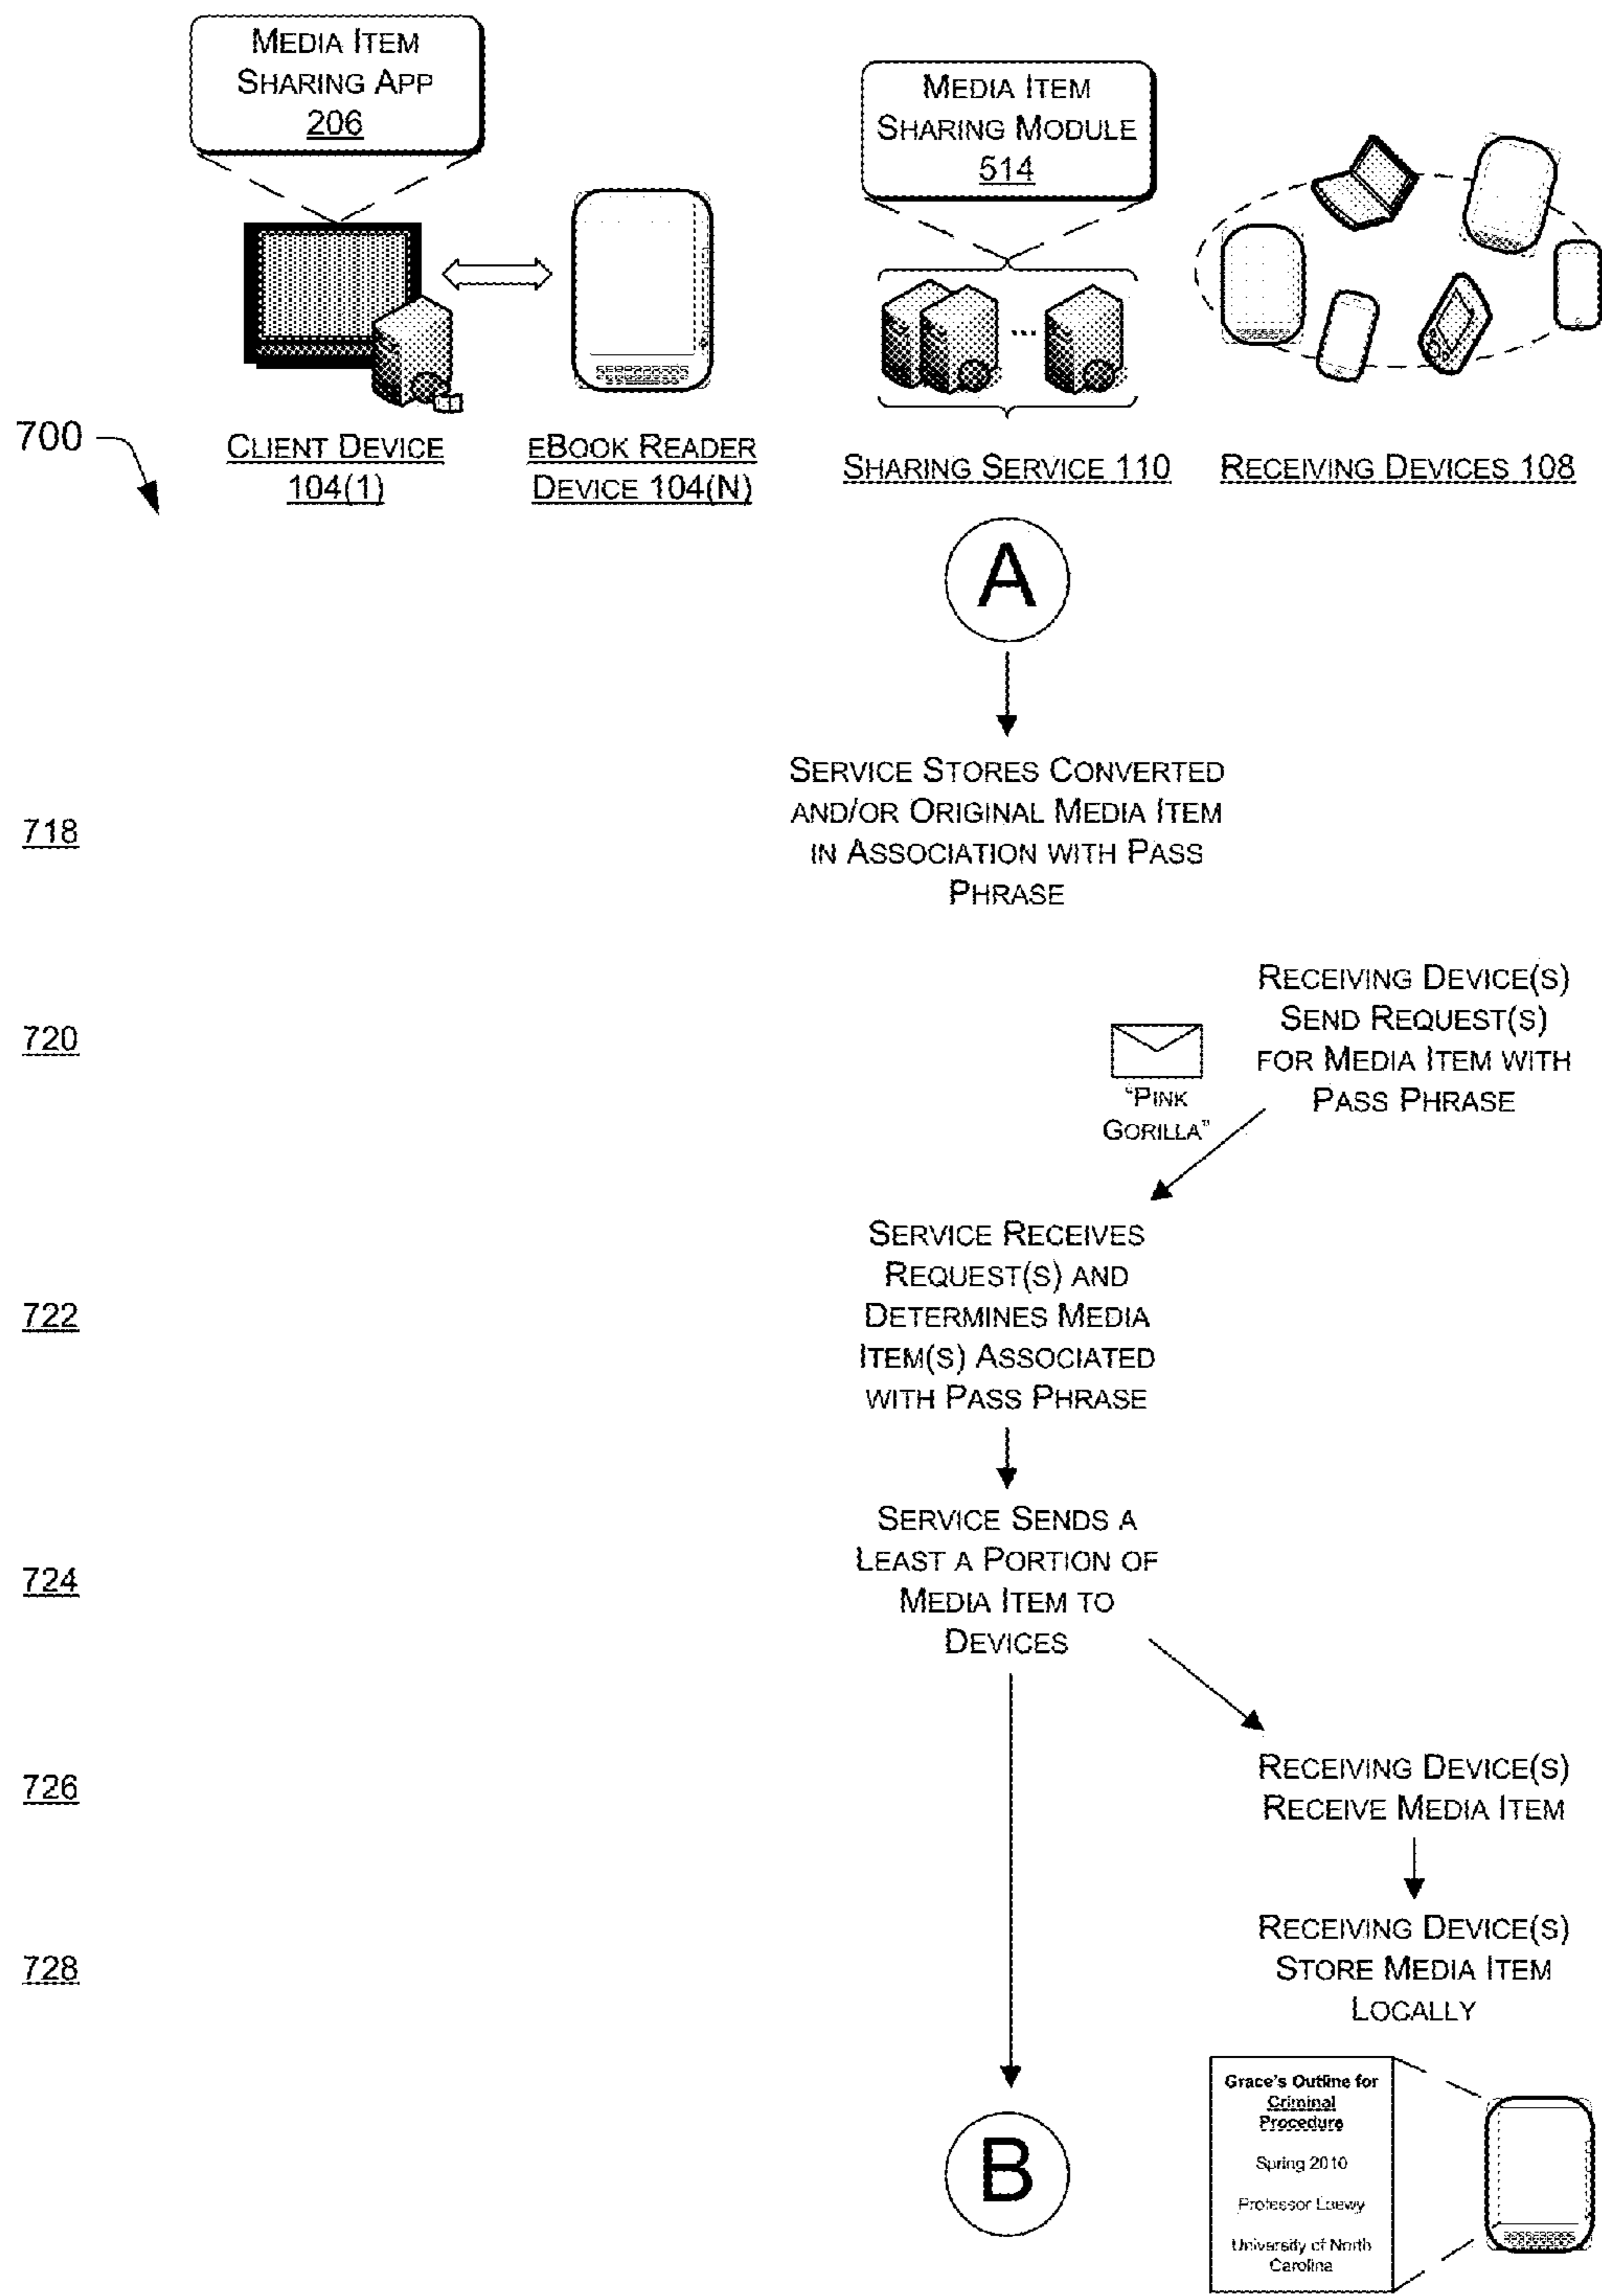 MEDIA ITEM
SHARING APP
206
MEDIA ITEM
SHARING MODULE
514
...
700
CLIENT DEVICE
104(1)
EBOOK READER
DEVICE 104(N)
SHARING SERVICE 110
RECEIVING DEVICES 108
A
718
SERVICE STORES CONVERTED
AND/OR ORIGINAL MEDIA ITEM
IN ASSOCIATION WITH PASS
PHRASE
720
RECEIVING DEVICE(S)
SEND REQUEST(S)
FOR MEDIA ITEM WITH
PASS PHRASE
"PINK
GORILLA"
722
SERVICE RECEIVES
REQUEST(S) AND
DETERMINES MEDIA
ITEM(S) ASSOCIATED
WITH PASS PHRASE
724
SERVICE SENDS A
LEAST A PORTION OF
MEDIA ITEM TO
DEVICES
726
RECEIVING DEVICE(S)
RECEIVE MEDIA ITEM
728
RECEIVING DEVICE(S)
STORE MEDIA ITEM
LOCALLY
B
Grace's Outline for
Criminal
Procedure
Spring 2010
Professor Loewy
University of North
Carolina